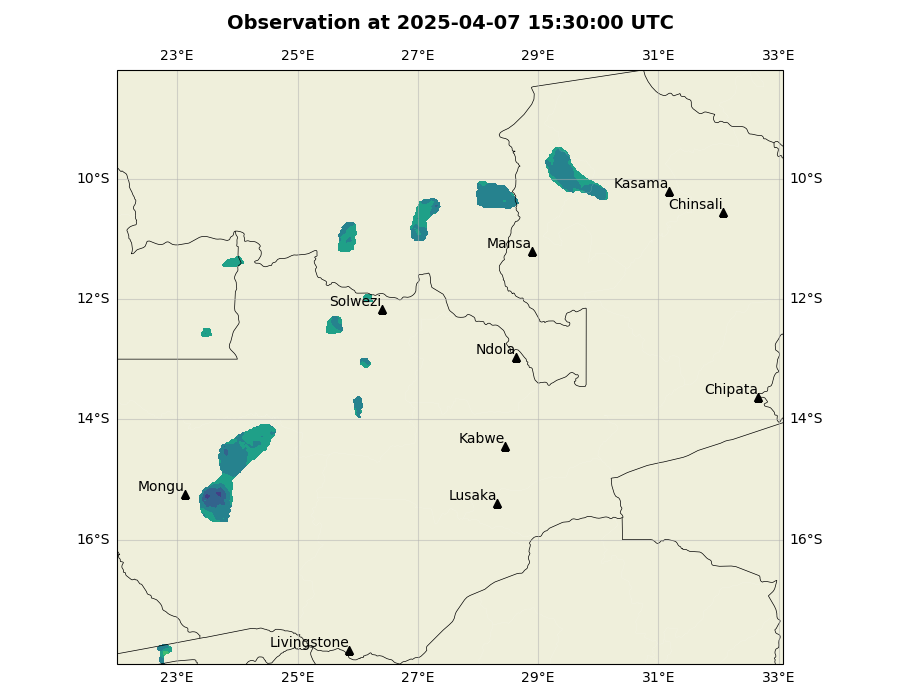 Observation at 2025-04-07 15:30:00 UTC
23°E 25°E 27°E 29°E 31°E 33°E
10°S 10°S
Kasama
Chinsali
Mansa
12°S 12°S
Solwezi
Ndola
Chipata
14°S 14°S
Kabwe
Mongu
Lusaka
16°S 16°S
Livingstone
23°E 25°E 27°E 29°E 31°E 33°E